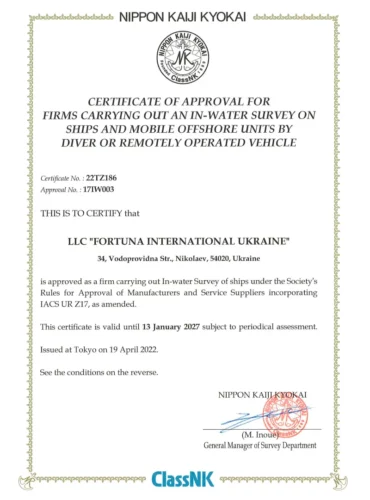 NIPPON KAIJI KYOKAI
NIPPON KAIJI KYOKAI
NK
ClassNK
CERTIFICATE OF APPROVAL FOR
FIRMS CARRYING OUT AN IN-WATER SURVEY ON
SHIPS AND MOBILE OFFSHORE UNITS BY
DIVER OR REMOTELY OPERATED VEHICLE
Certificate No. : 22TZ186
Approval No. : 17IW003
THIS IS TO CERTIFY that
LLC "FORTUNA INTERNATIONAL UKRAINE"
34, Vodoprovidna Str., Nikolaev, 54020, Ukraine
is approved as a firm carrying out In-water Survey of ships under the Society's
Rules for Approval of Manufacturers and Service Suppliers incorporating
IACS UR Z17, as amended.
This certificate is valid until 13 January 2027 subject to periodical assessment.
Issued at Tokyo on 19 April 2022.
See the conditions on the reverse.
NIPPON KAIJI KYOKAI
(M. Inoue)
General Manager of Survey Department
ClassNK